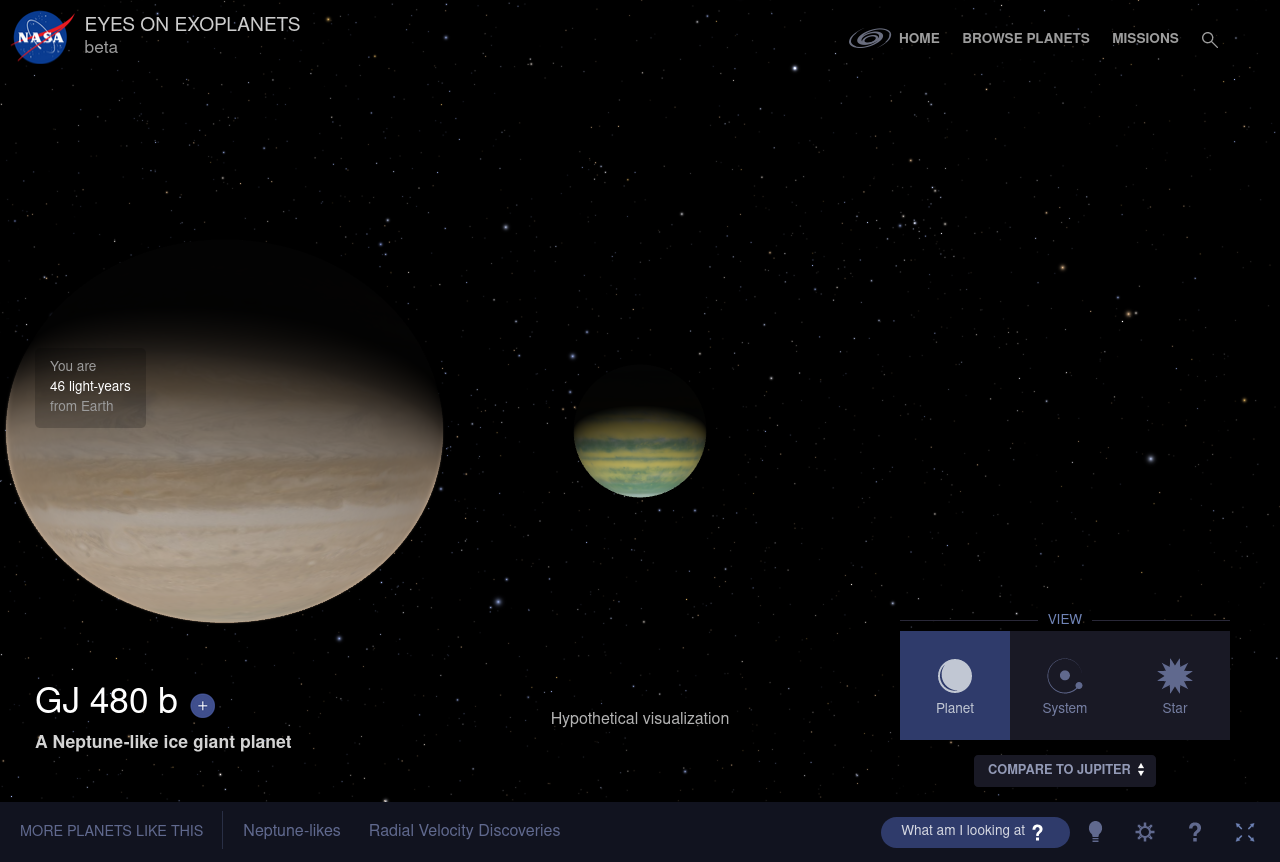 NASA
EYES ON EXOPLANETS
beta
HOME
BROWSE PLANETS
MISSIONS
You are
46 light-years
from Earth
GJ 480 b +
A Neptune-like ice giant planet
Hypothetical visualization
VIEW
Planet
System
Star
COMPARE TO JUPITER
MORE PLANETS LIKE THIS
Neptune-likes
Radial Velocity Discoveries
What am I looking at ?
?